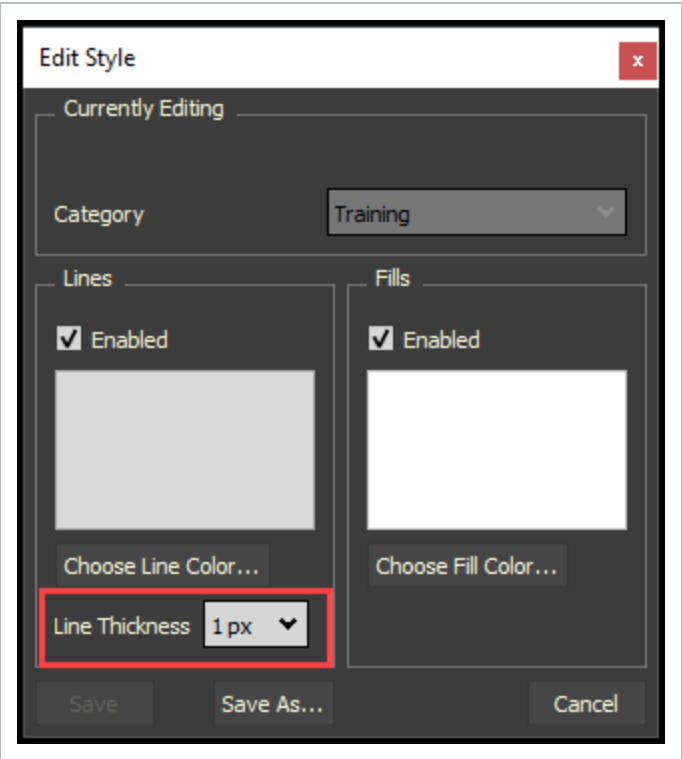 Edit Style
x
Currently Editing
Category Training
Lines
Enabled
Choose Line Color...
Line Thickness 1 px
Fills
Enabled
Choose Fill Color...
Save Save As... Cancel